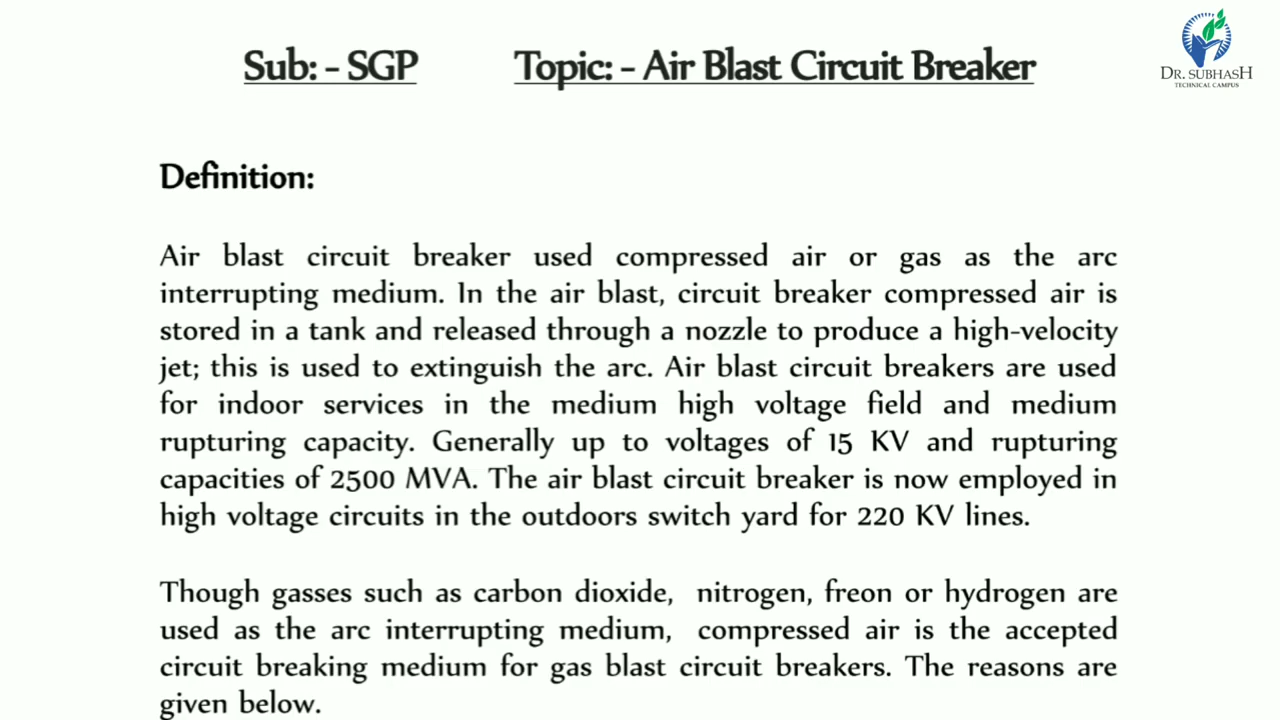 Sub: - SGP Topic: - Air Blast Circuit Breaker
DR. SUBHASH
TECHNICAL CAMPUS
Definition:
Air blast circuit breaker used compressed air or gas as the arc
interrupting medium. In the air blast, circuit breaker compressed air is
stored in a tank and released through a nozzle to produce a high-velocity
jet; this is used to extinguish the arc. Air blast circuit breakers are used
for indoor services in the medium high voltage field and medium
rupturing capacity. Generally up to voltages of 15 KV and rupturing
capacities of 2500 MVA. The air blast circuit breaker is now employed in
high voltage circuits in the outdoors switch yard for 220 KV lines.
Though gasses such as carbon dioxide, nitrogen, freon or hydrogen are
used as the arc interrupting medium, compressed air is the accepted
circuit breaking medium for gas blast circuit breakers. The reasons are
given below.